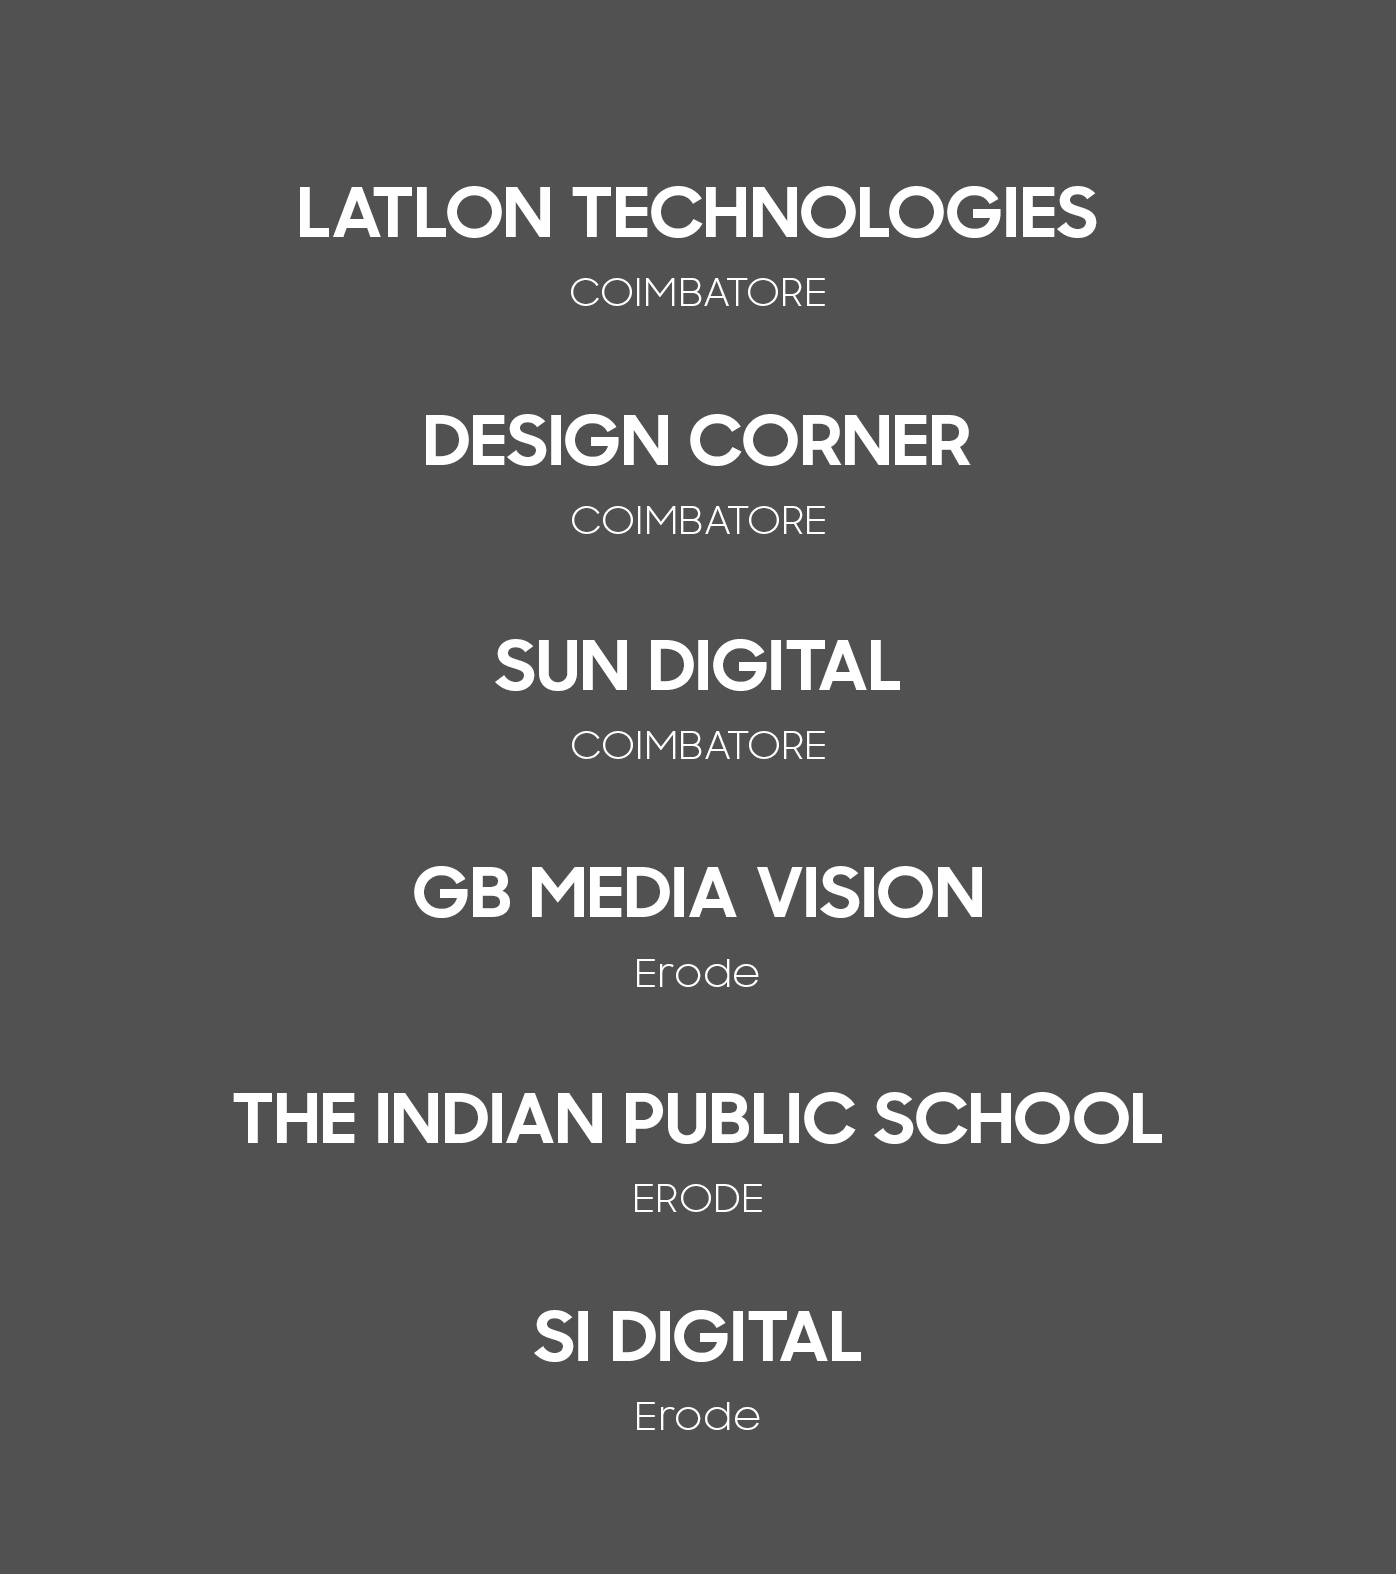 LATLON TECHNOLOGIES
COIMBATORE
DESIGN CORNER
COIMBATORE
SUN DIGITAL
COIMBATORE
GB MEDIA VISION
Erode
THE INDIAN PUBLIC SCHOOL
ERODE
SI DIGITAL
Erode